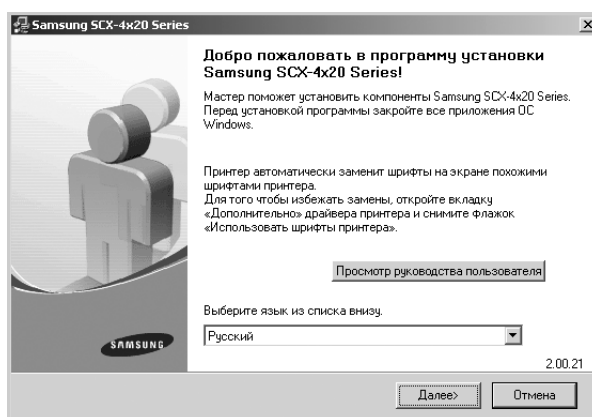 Samsung SCX-4x20 Series
Добро пожаловать в программу установки
Samsung SCX-4x20 Series!
Мастер поможет установить компоненты Samsung SCX-4x20 Series.
Перед установкой программы закройте все приложения ОС
Windows.
Принтер автоматически заменит шрифты на экране похожими
шрифтами принтера.
Для того чтобы избежать замены, откройте вкладку
«Дополнительно» драйвера принтера и снимите флажок
«Использовать шрифты принтера».
Просмотр руководства пользователя
Выберите язык из списка внизу.
Русский
SAMSUNG
2.00.21
Далее>
Отмена